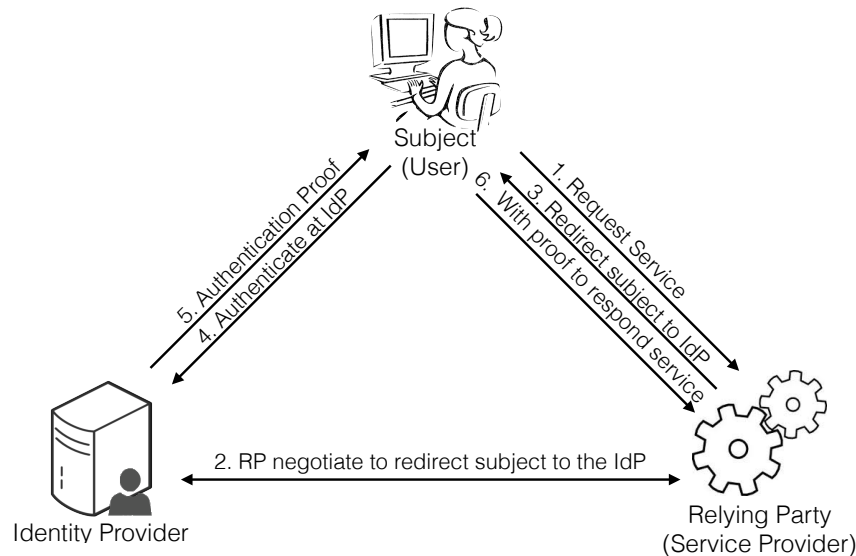 Subject
(User)
1. Request Service
3. Redirect subject to IdP
6. With proof to respond service
5. Authentication Proof
4. Authenticate at IdP
2. RP negotiate to redirect subject to the IdP
Identity Provider
Relying Party
(Service Provider)